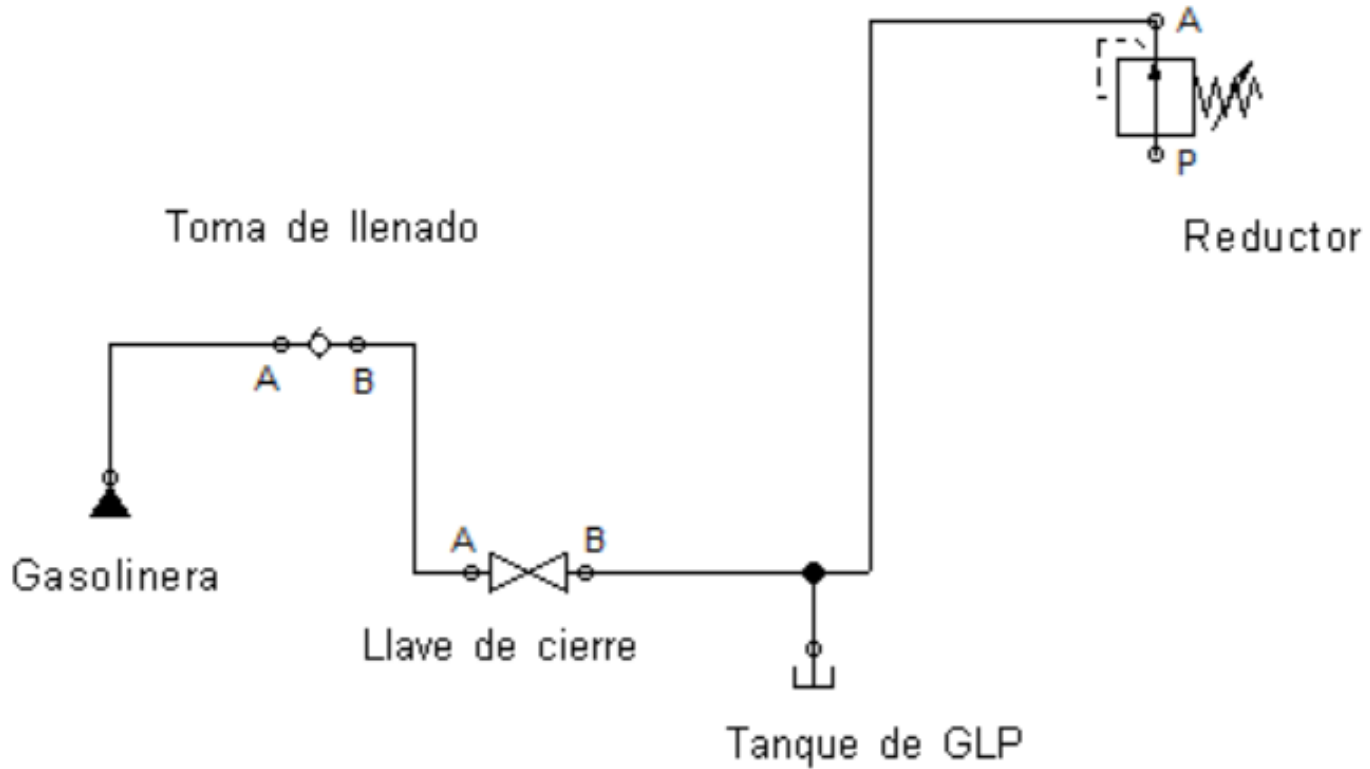 A
P
Reductor
Toma de llenado
A B
Gasolinera
A B
Llave de cierre
Tanque de GLP